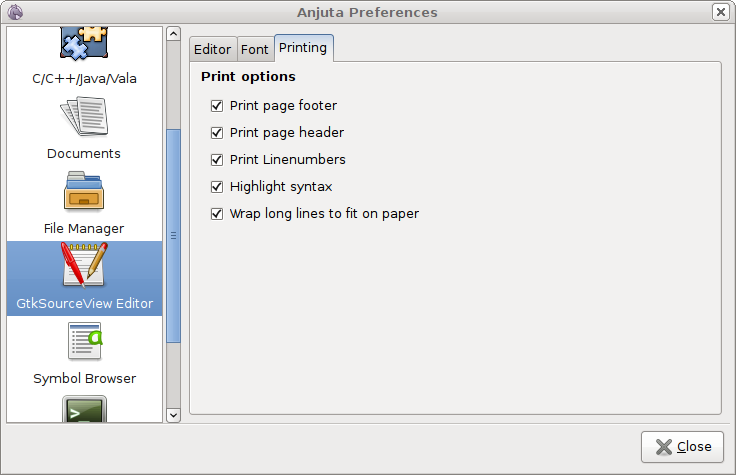 Anjuta Preferences
C/C++/Java/Vala
Documents
File Manager
GtkSourceView Editor
Symbol Browser
Editor
Font
Printing
Print options
Print page footer
Print page header
Print Linenumbers
Highlight syntax
Wrap long lines to fit on paper
Close